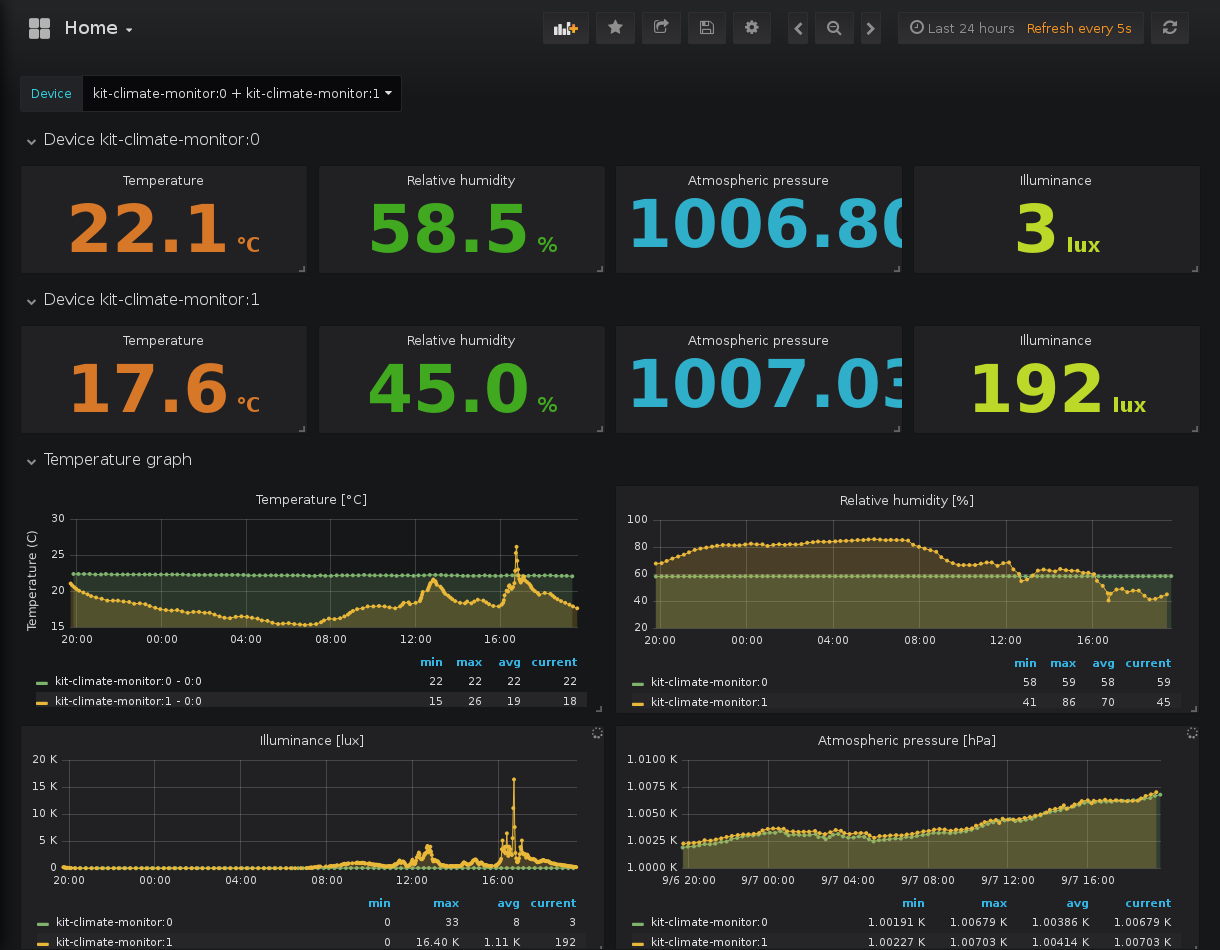 Home
Last 24 hours Refresh every 5s
Device kit-climate-monitor:0 + kit-climate-monitor:1
Device kit-climate-monitor:0
Temperature Relative humidity Atmospheric pressure Illuminance
22.1 °C 58.5 % 1006.80 3 lux
Device kit-climate-monitor:1
Temperature Relative humidity Atmospheric pressure Illuminance
17.6 °C 45.0 % 1007.03 192 lux
Temperature graph
Temperature [°C]
Temperature (C)
30
25
20
15
20:00 00:00 04:00 08:00 12:00 16:00
min max avg current
kit-climate-monitor:0 - 0:0 22 22 22 22
kit-climate-monitor:1 - 0:0 15 26 19 18
Relative humidity [%]
100
80
60
40
20
20:00 00:00 04:00 08:00 12:00 16:00
min max avg current
kit-climate-monitor:0 58 59 58 59
kit-climate-monitor:1 41 86 70 45
Illuminance [lux]
20 K
15 K
10 K
5 K
0
20:00 00:00 04:00 08:00 12:00 16:00
min max avg current
kit-climate-monitor:0 0 33 8 3
kit-climate-monitor:1 0 16.40 K 1.11 K 192
Atmospheric pressure [hPa]
1.0100 K
1.0075 K
1.0050 K
1.0025 K
1.0000 K
9/6 20:00 9/7 00:00 9/7 04:00 9/7 08:00 9/7 12:00 9/7 16:00
min max avg current
kit-climate-monitor:0 1.00191 K 1.00679 K 1.00386 K 1.00679 K
kit-climate-monitor:1 1.00227 K 1.00703 K 1.00414 K 1.00703 K